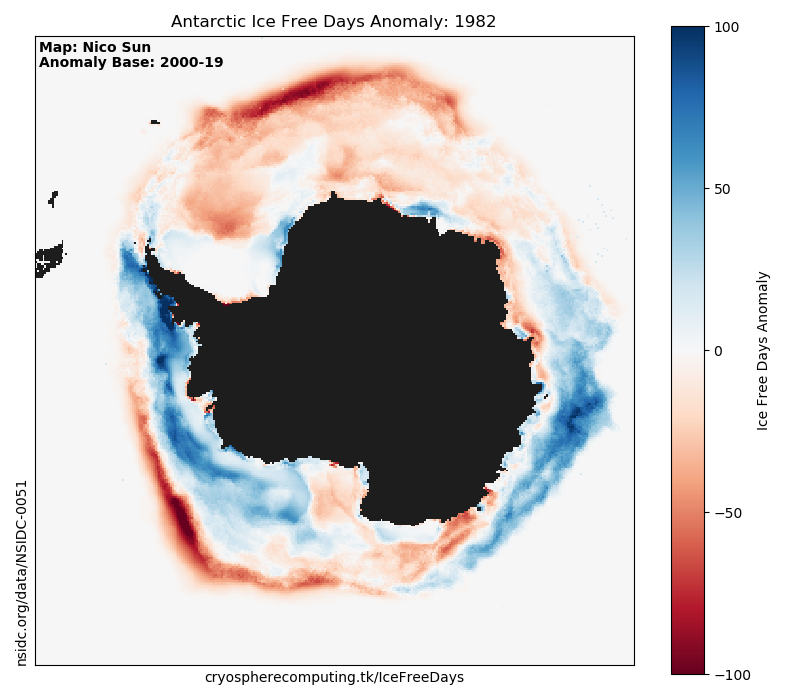 Antarctic Ice Free Days Anomaly: 1982
Map: Nico Sun
Anomaly Base: 2000-19
100
50
0
−50
−100
Ice Free Days Anomaly
nsidc.org/data/NSIDC-0051
cryospherecomputing.tk/IceFreeDays